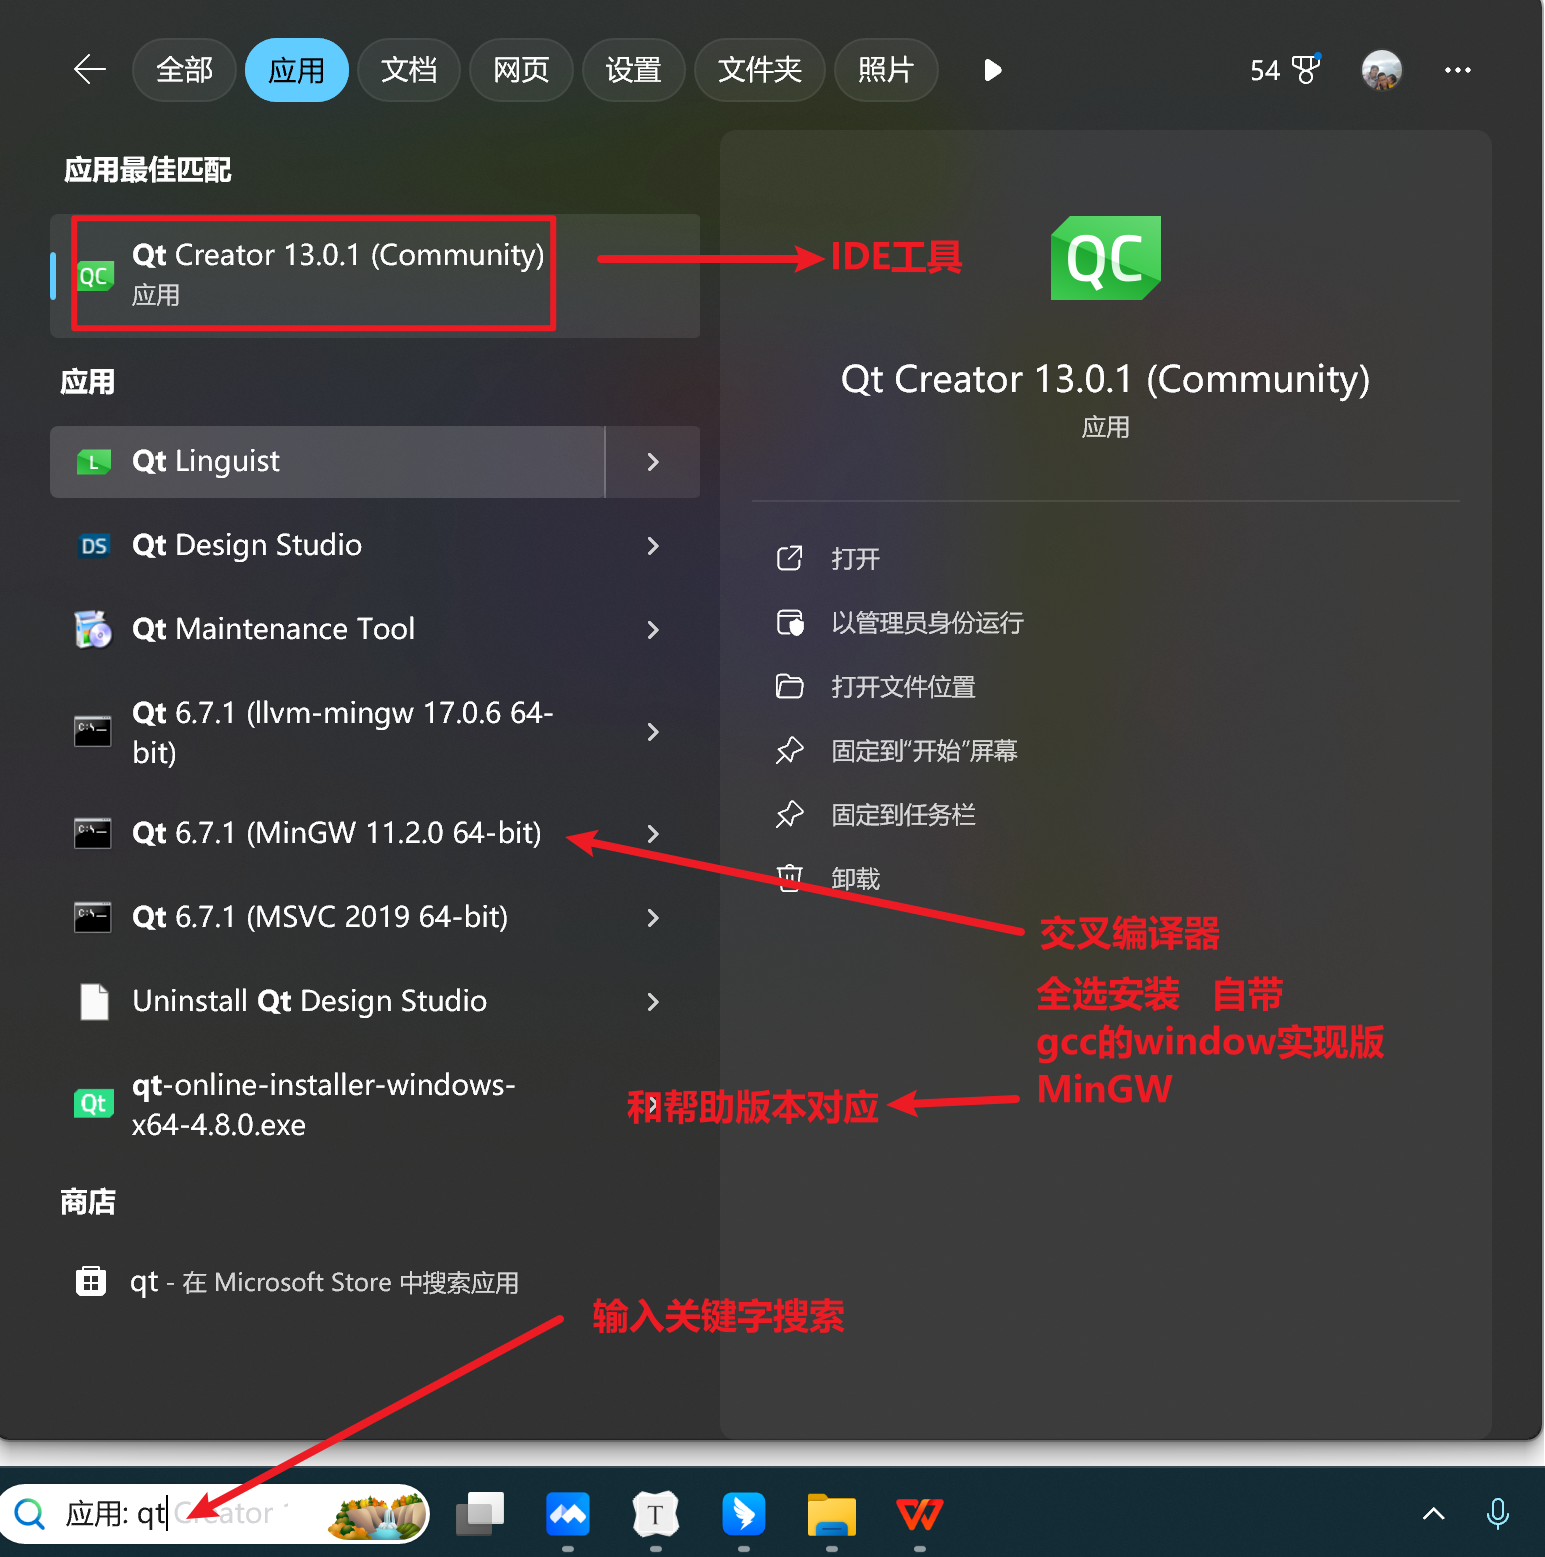 全部
应用
文档
网页
设置
文件夹
照片
54
应用最佳匹配
QC
Qt Creator 13.0.1 (Community)
应用
IDE工具
QC
Qt Creator 13.0.1 (Community)
应用
应用
L
Qt Linguist
DS
Qt Design Studio
Qt Maintenance Tool
Qt 6.7.1 (llvm-mingw 17.0.6 64-
bit)
Qt 6.7.1 (MinGW 11.2.0 64-bit)
Qt 6.7.1 (MSVC 2019 64-bit)
Uninstall Qt Design Studio
Qt
qt-online-installer-windows-
x64-4.8.0.exe
打开
以管理员身份运行
打开文件位置
固定到“开始”屏幕
固定到任务栏
卸载
交叉编译器
全选安装 自带
gcc的window实现版
MinGW
和帮助版本对应
商店
qt - 在 Microsoft Store 中搜索应用
输入关键字搜索
应用: qt Creator
T